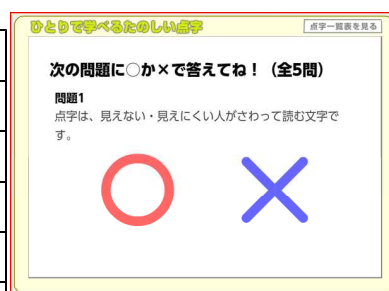 ひとりで学べるたのしい点字
点字一覧表を見る
次の問題に○か×で答えてね！（全5問）
問題1
点字は、見えない・見えにくい人がさわって読む文字で
す。